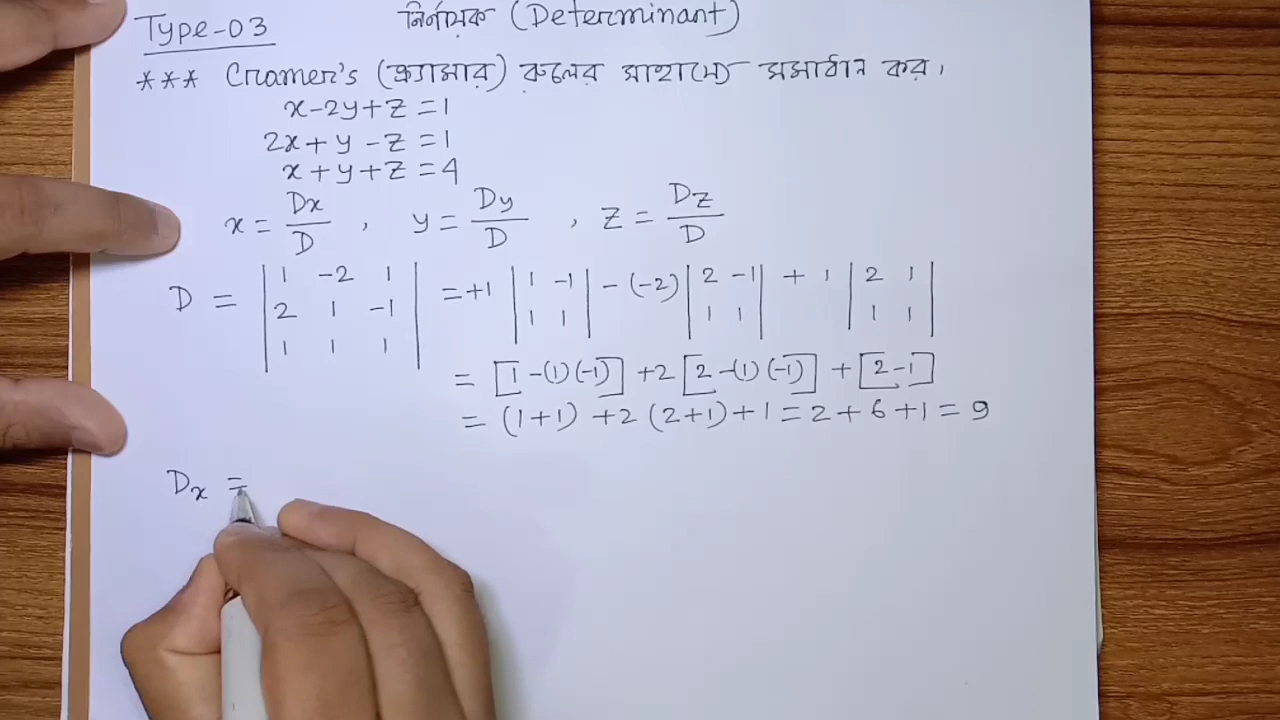 Type-03 নির্নায়ক (Determinant)
*** Cramer's (ক্র্যামার) রুলের সাহায্যে সমাধান কর।
x-2y+z=1
2x+y-z=1
x+y+z=4
x = Dx/D , y = Dy/D , z = Dz/D
D = | 1 -2 1 | = +1 | 1 -1 | - (-2) | 2 -1 | + 1 | 2 1 |
| 2 1 -1 | | 1 1 | | 1 1 | | 1 1 |
| 1 1 1 |
= [1-(1)(-1)] +2 [2-(1)(-1)] + [2-1]
= (1+1) +2 (2+1) +1 = 2+6+1 = 9
Dx =